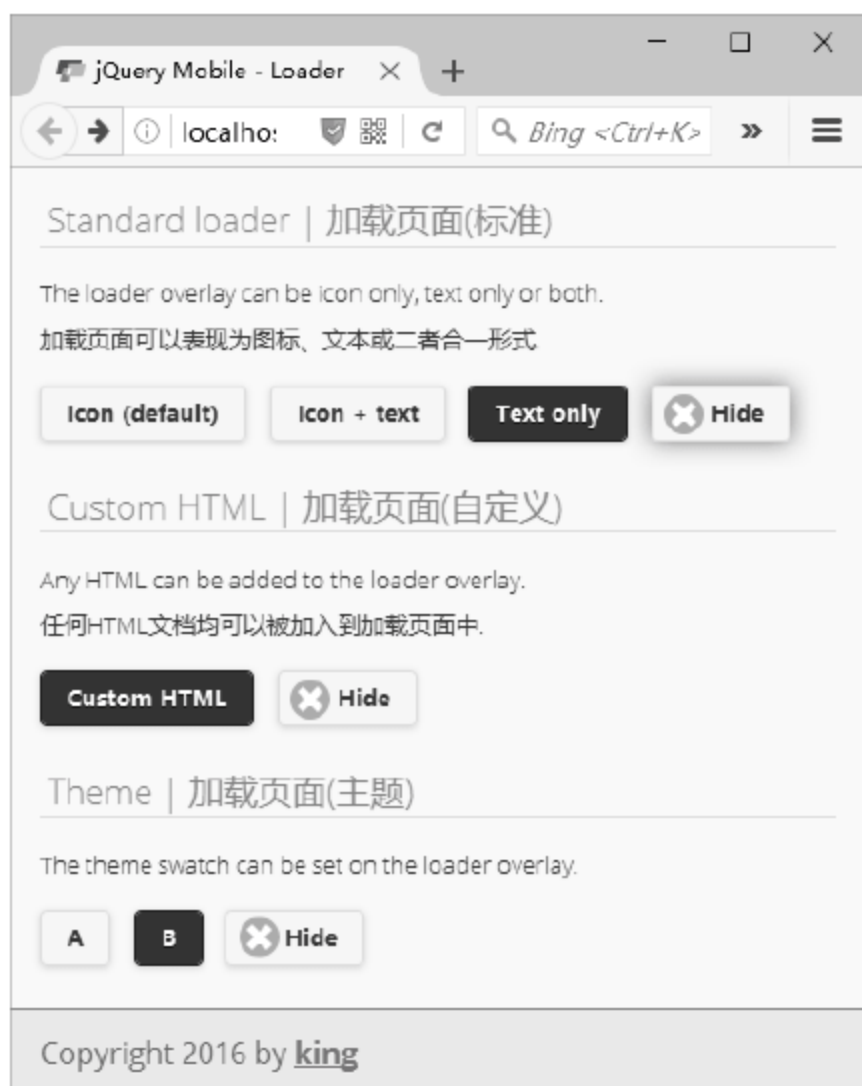 jQuery Mobile - Loader
localho:
Bing <Ctrl+K>
Standard loader | 加载页面(标准)
The loader overlay can be icon only, text only or both.
加载页面可以表现为图标、文本或二者合一形式
Icon (default) Icon + text Text only Hide
Custom HTML | 加载页面(自定义)
Any HTML can be added to the loader overlay.
任何HTML文档均可以被加入到加载页面中.
Custom HTML Hide
Theme | 加载页面(主题)
The theme swatch can be set on the loader overlay.
A B Hide
Copyright 2016 by king